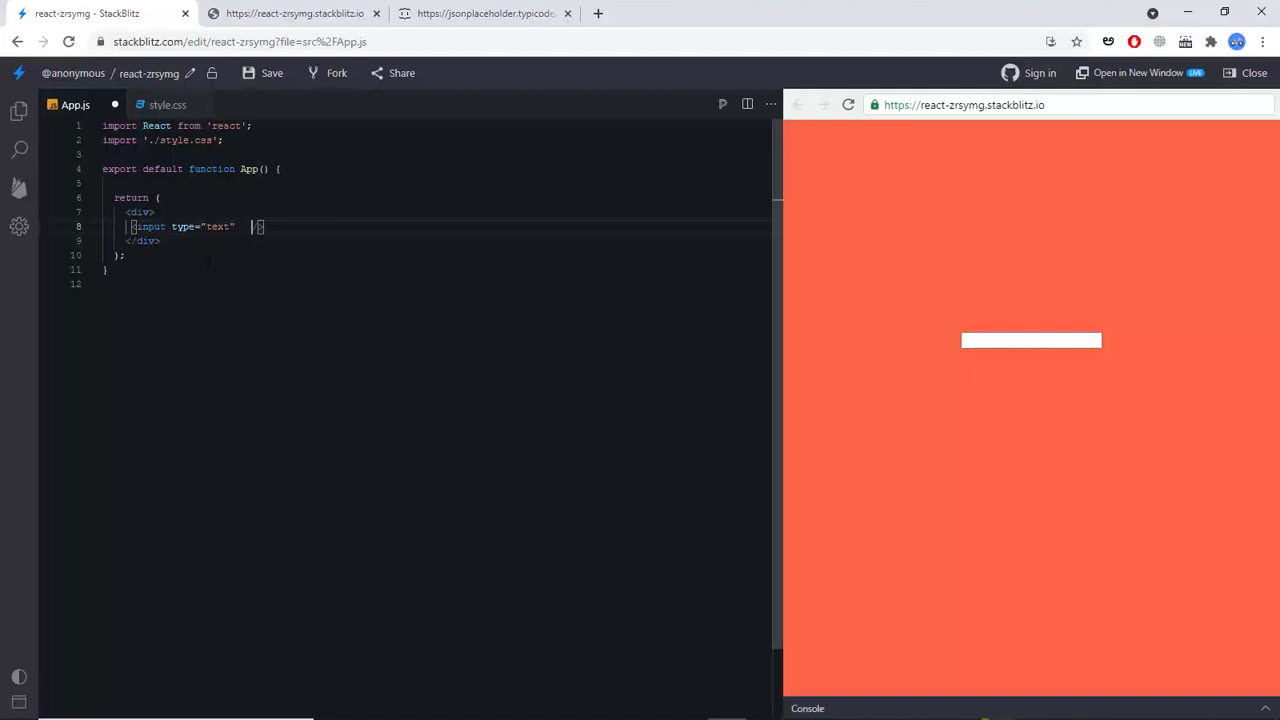 react-zrsymg - StackBlitz
https://react-zrsymg.stackblitz.io
https://jsonplaceholder.typicode.
stackblitz.com/edit/react-zrsymg?file=src%2FApp.js
@anonymous / react-zrsymg
Save
Fork
Share
Sign in
Open in New Window LIVE
Close
JS App.js
style.css
https://react-zrsymg.stackblitz.io
1 import React from 'react';
2 import './style.css';
3
4 export default function App() {
5
6 return (
7 <div>
8 <input type="text" />
9 </div>
10 );
11 }
12
Console